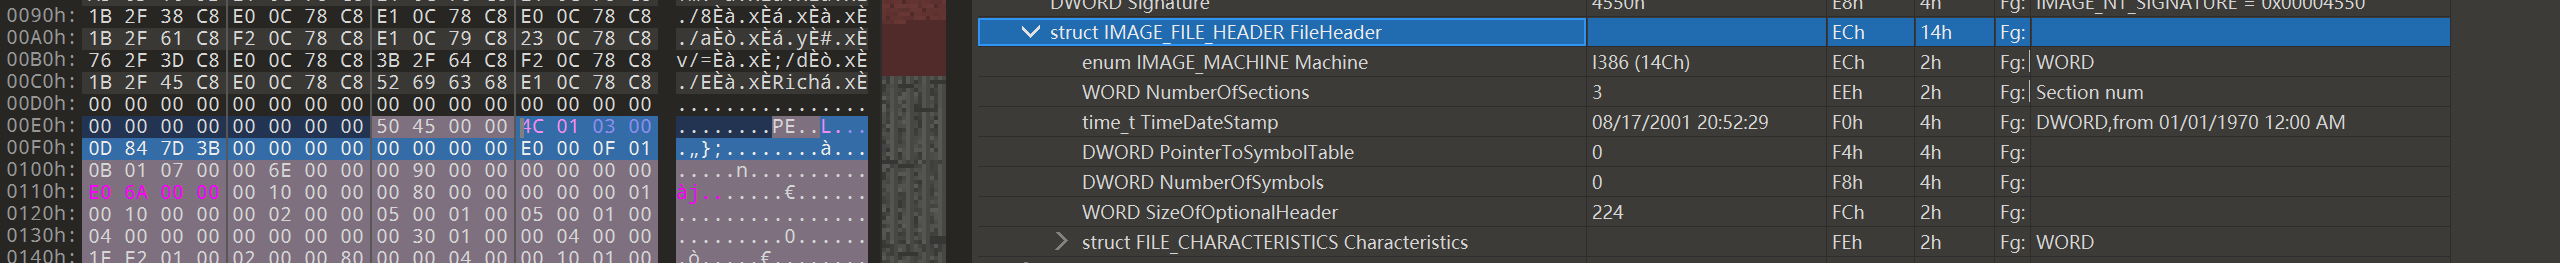 0090h: 1B 2F 38 C8 E0 0C 78 C8 E1 0C 78 C8 E0 0C 78 C8 ./8Èà.xÈá.xÈà.xÈ
00A0h: 1B 2F 61 C8 F2 0C 78 C8 E1 0C 79 C8 23 0C 78 C8 ./aÈò.xÈá.yÈ#.xÈ
00B0h: 76 2F 3D C8 E0 0C 78 C8 3B 2F 64 C8 F2 0C 78 C8 v/=Èà.xÈ;/dÈò.xÈ
00C0h: 1B 2F 45 C8 E0 0C 78 C8 52 69 63 68 E1 0C 78 C8 ./EÈà.xÈRichá.xÈ
00D0h: 00 00 00 00 00 00 00 00 00 00 00 00 00 00 00 00 ................
00E0h: 00 00 00 00 00 00 00 00 50 45 00 00 4C 01 03 00 ........PE..L...
00F0h: 0D 84 7D 3B 00 00 00 00 00 00 00 00 E0 00 0F 01 .„};........à...
0100h: 0B 01 07 00 00 6E 00 00 00 90 00 00 00 00 00 00 .....n..........
0110h: E0 6A 00 00 00 10 00 00 00 80 00 00 00 00 00 01 àj.......€......
0120h: 00 10 00 00 00 02 00 00 05 00 01 00 05 00 01 00 ................
0130h: 04 00 00 00 00 00 00 00 00 30 01 00 00 04 00 00 .........0......
0140h: 1F F2 01 00 02 00 00 80 00 00 04 00 00 10 01 00 .ò.....€........
DWORD Signature 4550h E8h 4h Fg: IMAGE_NT_SIGNATURE = 0x00004550
struct IMAGE_FILE_HEADER FileHeader ECh 14h Fg:
enum IMAGE_MACHINE Machine I386 (14Ch) ECh 2h Fg: WORD
WORD NumberOfSections 3 EEh 2h Fg: Section num
time_t TimeDateStamp 08/17/2001 20:52:29 F0h 4h Fg: DWORD,from 01/01/1970 12:00 AM
DWORD PointerToSymbolTable 0 F4h 4h Fg:
DWORD NumberOfSymbols 0 F8h 4h Fg:
WORD SizeOfOptionalHeader 224 FCh 2h Fg:
struct FILE_CHARACTERISTICS Characteristics FEh 2h Fg: WORD